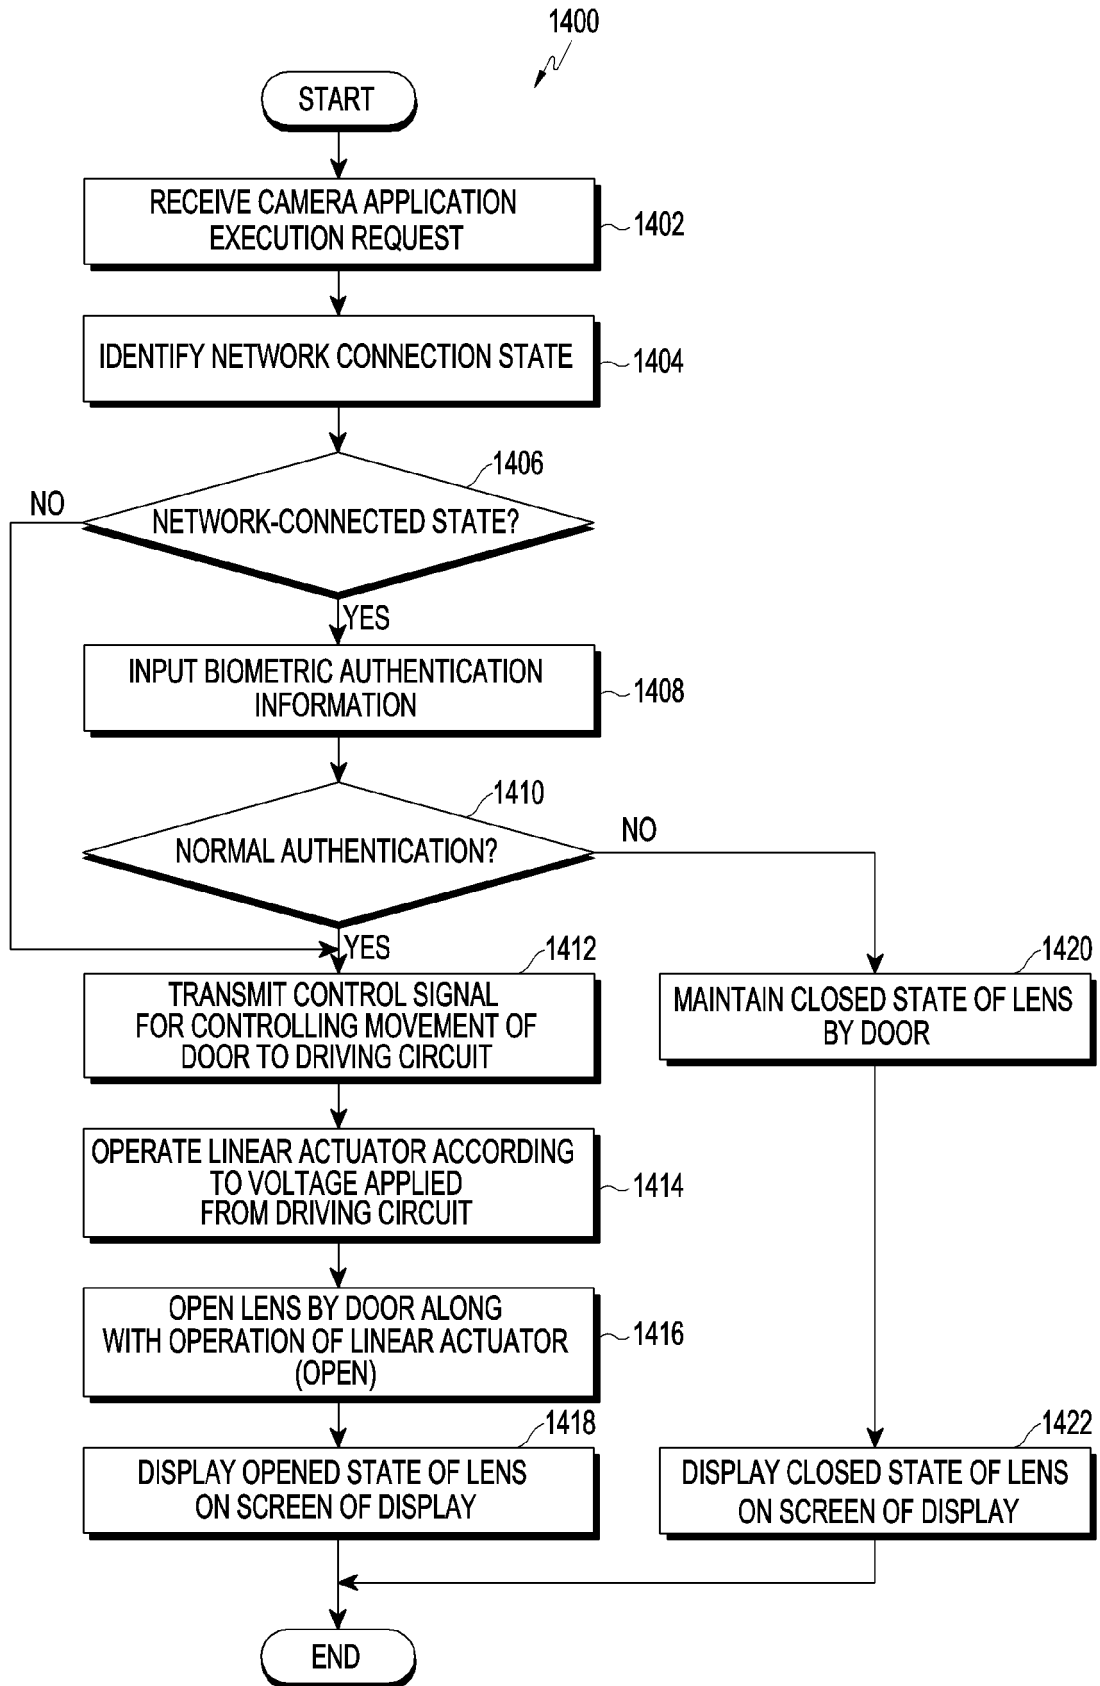 1400
START
RECEIVE CAMERA APPLICATION
EXECUTION REQUEST
1402
IDENTIFY NETWORK CONNECTION STATE
1404
1406
NO
NETWORK-CONNECTED STATE?
YES
INPUT BIOMETRIC AUTHENTICATION
INFORMATION
1408
1410
NO
NORMAL AUTHENTICATION?
YES
1412
TRANSMIT CONTROL SIGNAL
FOR CONTROLLING MOVEMENT OF
DOOR TO DRIVING CIRCUIT
1420
MAINTAIN CLOSED STATE OF LENS
BY DOOR
OPERATE LINEAR ACTUATOR ACCORDING
TO VOLTAGE APPLIED
FROM DRIVING CIRCUIT
1414
OPEN LENS BY DOOR ALONG
WITH OPERATION OF LINEAR ACTUATOR
(OPEN)
1416
1418
DISPLAY OPENED STATE OF LENS
ON SCREEN OF DISPLAY
1422
DISPLAY CLOSED STATE OF LENS
ON SCREEN OF DISPLAY
END